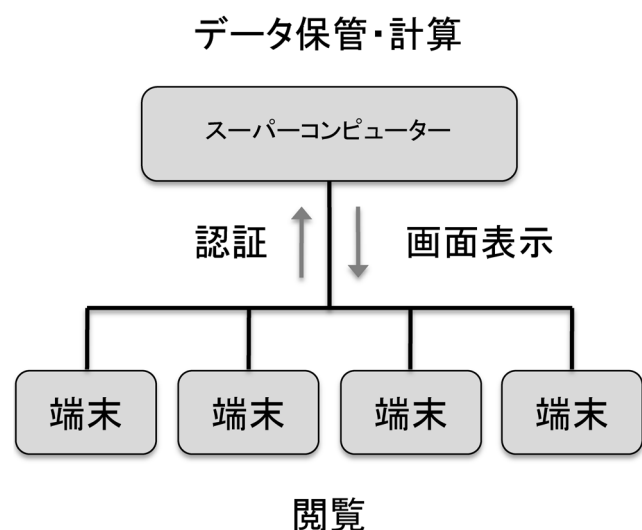 データ保管・計算
スーパーコンピューター
認証 画面表示
端末 端末 端末 端末
閲覧